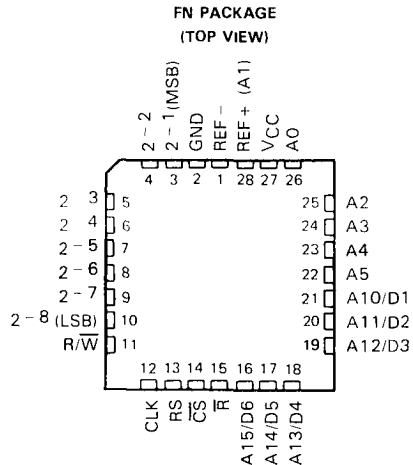 FN PACKAGE
(TOP VIEW)
2-2
2-1(MSB)
GND
REF-
REF+ (A1)
VCC
A0
4 3 2 1 28 27 26
2 3 5
2 4 6
2-5 7
2-6 8
2-7 9
2-8 (LSB) 10
R/W̅ 11
25 A2
24 A3
23 A4
22 A5
21 A10/D1
20 A11/D2
19 A12/D3
12 13 14 15 16 17 18
CLK
RS
C̅S̅
R̅
A15/D6
A14/D5
A13/D4